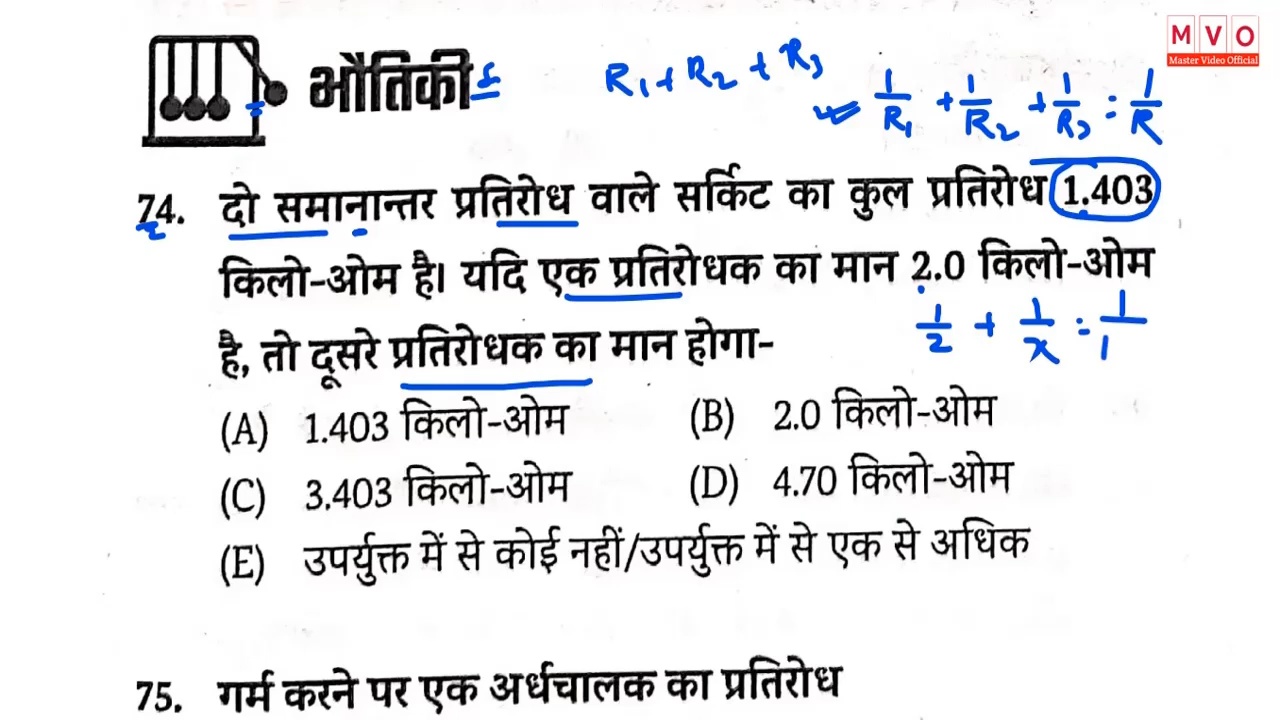 M V O
Master Video Official
भौतिकी
R₁ + R₂ + R₃
1/R₁ + 1/R₂ + 1/R₃ = 1/R
74. दो समानान्तर प्रतिरोध वाले सर्किट का कुल प्रतिरोध 1.403
किलो-ओम है। यदि एक प्रतिरोधक का मान 2.0 किलो-ओम
है, तो दूसरे प्रतिरोधक का मान होगा-
1/2 + 1/x = 1/1
(A) 1.403 किलो-ओम (B) 2.0 किलो-ओम
(C) 3.403 किलो-ओम (D) 4.70 किलो-ओम
(E) उपर्युक्त में से कोई नहीं/उपर्युक्त में से एक से अधिक
75. गर्म करने पर एक अर्धचालक का प्रतिरोध